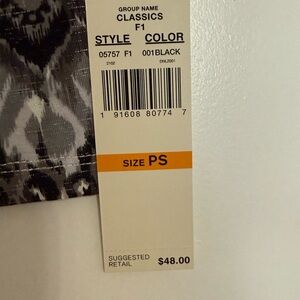 GROUP NAME
CLASSICS
F1
STYLE COLOR
05757 F1 001BLACK
2102
1 91608 80774 7
SIZE PS
SUGGESTED
RETAIL $48.00